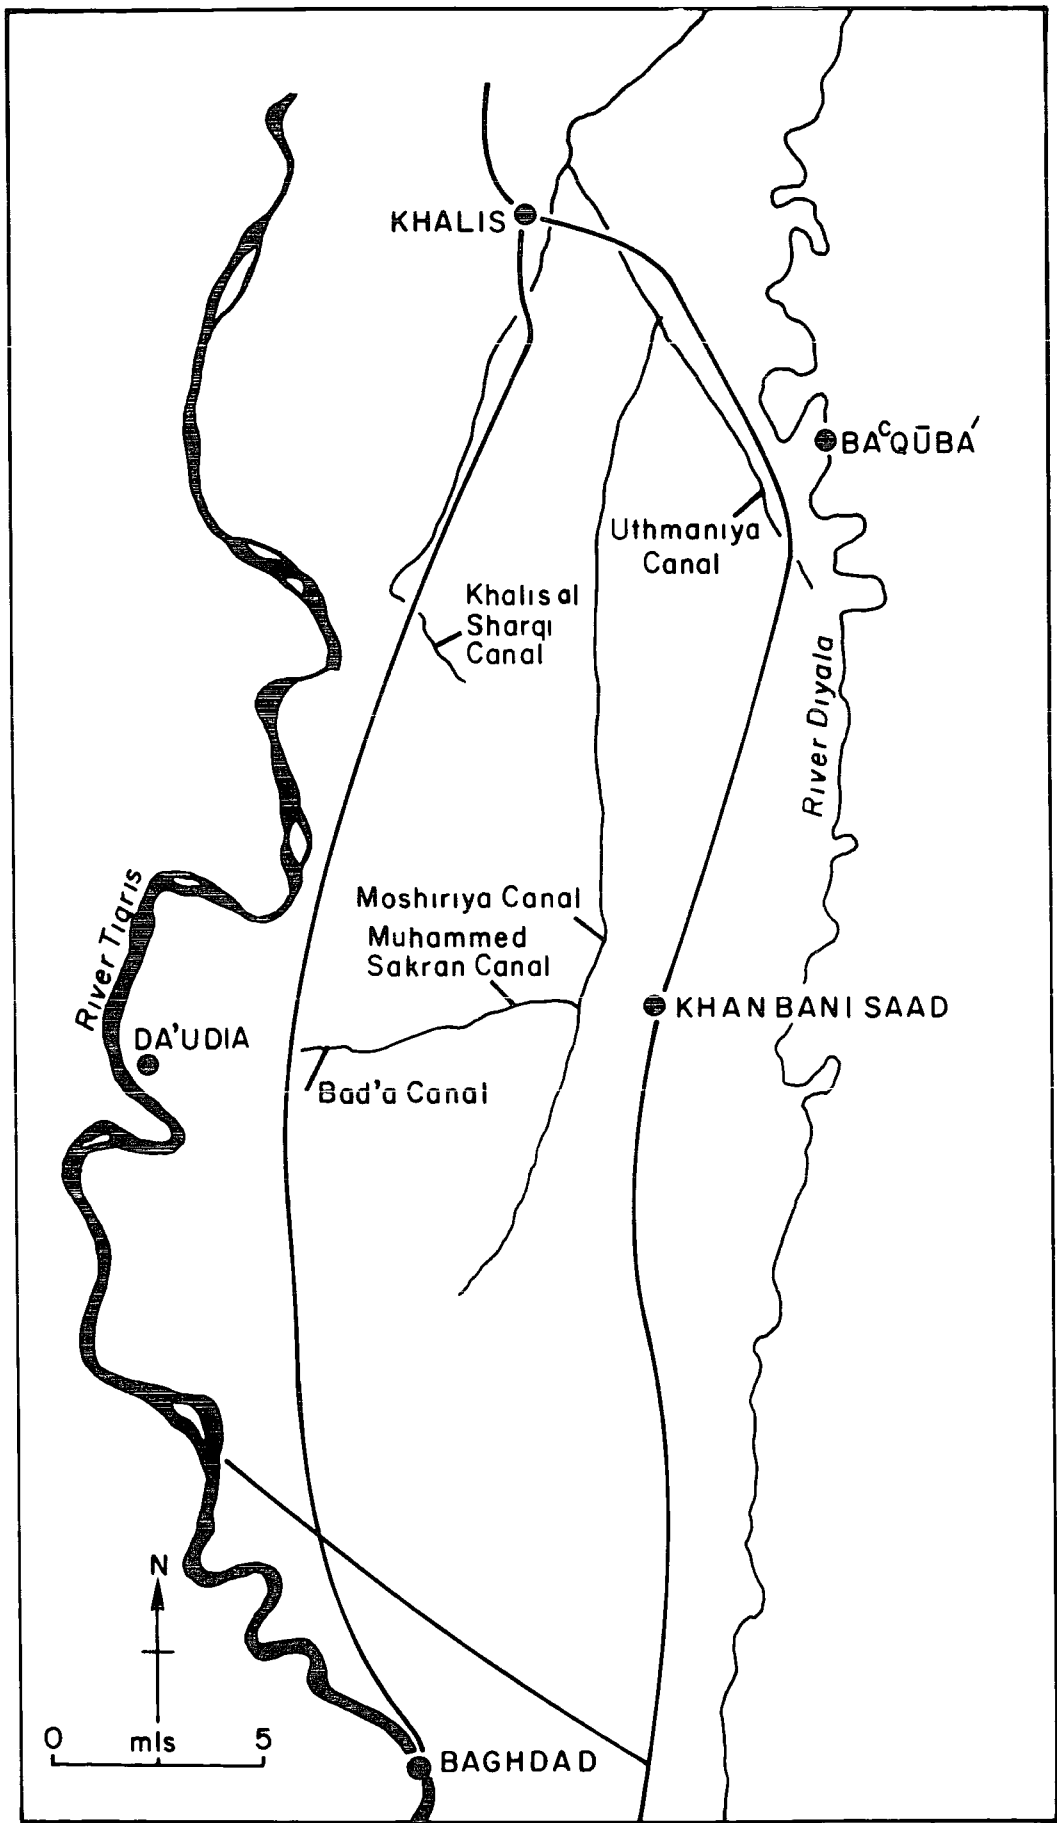 KHALIS
BAᶜQŪBA´
Uthmaniya
Canal
Khalis al
Sharqi
Canal
River Diyala
Moshiriya Canal
Muhammed
Sakran Canal
River Tigris
KHAN BANI SAAD
DA'UDIA
Bad'a Canal
N
0 mls 5
BAGHDAD